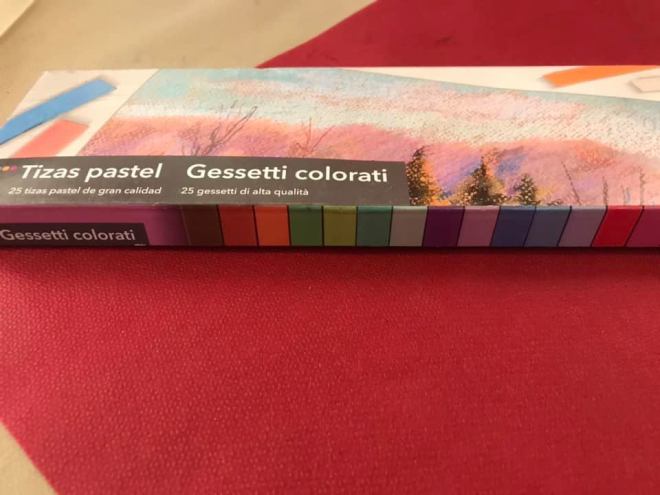 Tizas pastel Gessetti colorati
25 tizas pastel de gran calidad 25 gessetti di alta qualità
Gessetti colorati